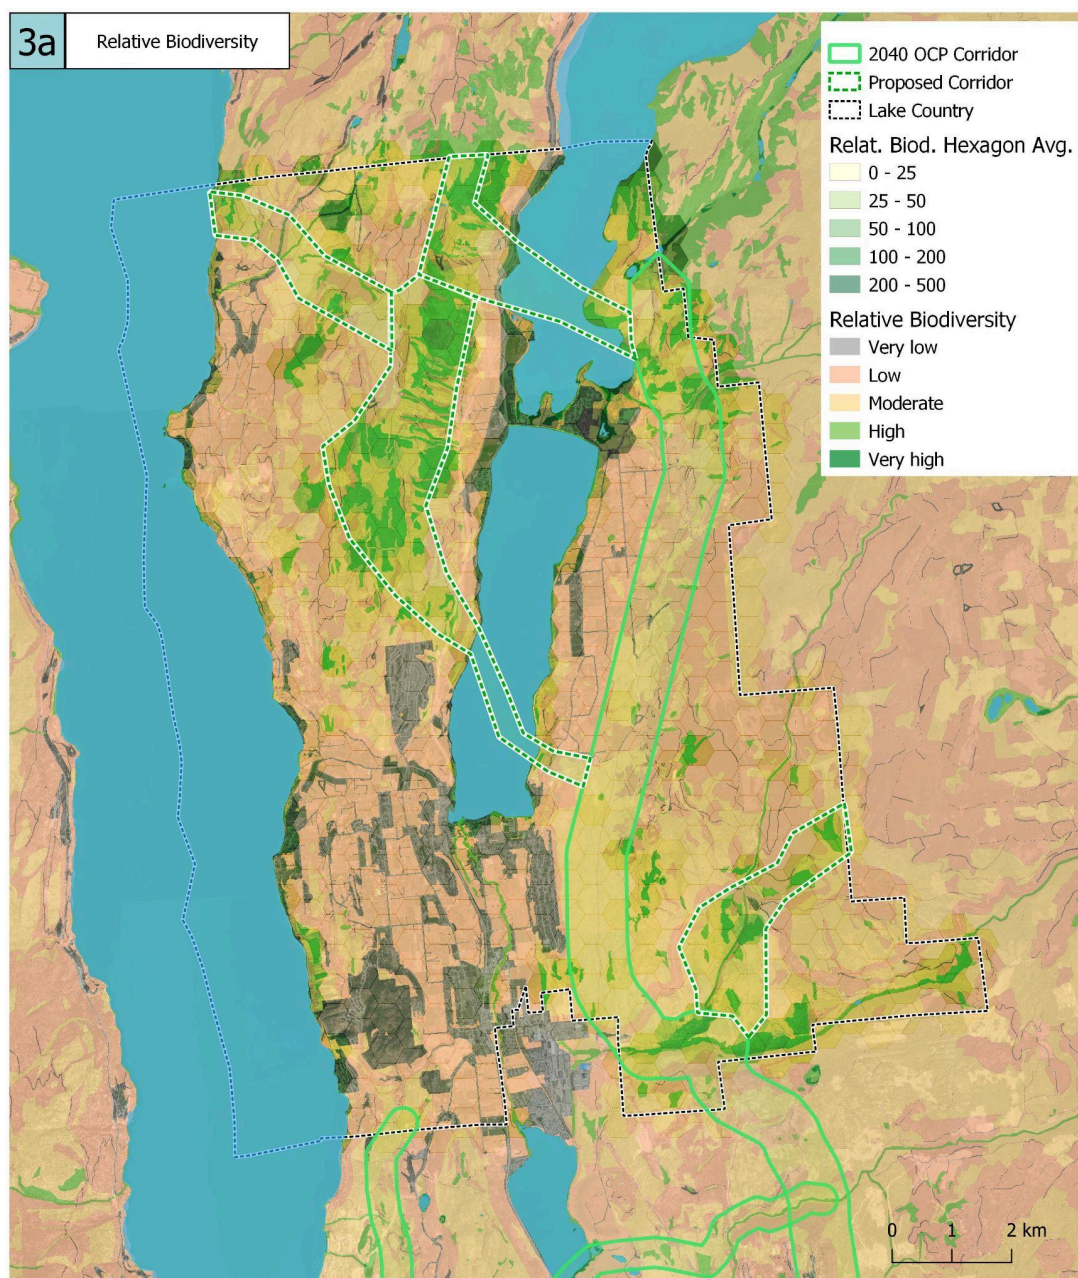 3a Relative Biodiversity
2040 OCP Corridor
Proposed Corridor
Lake Country
Relat. Biod. Hexagon Avg.
0 - 25
25 - 50
50 - 100
100 - 200
200 - 500
Relative Biodiversity
Very low
Low
Moderate
High
Very high
0 1 2 km